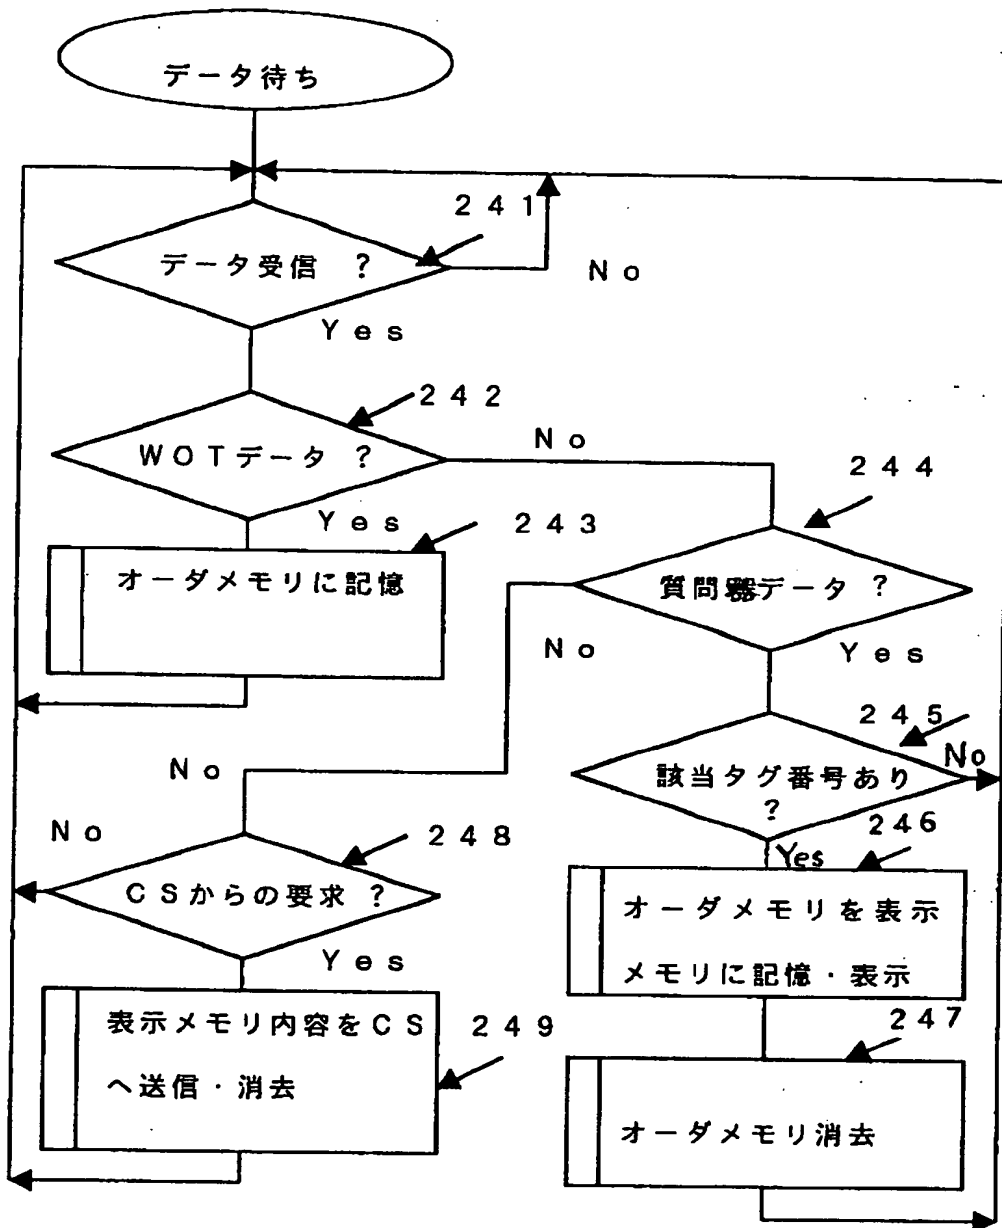 データ待ち
241
データ受信 ?
No
Yes
242
WOTデータ ?
No
244
Yes
243
オーダメモリに記憶
質問器データ ?
No
Yes
245
No
該当タグ番号あり
?
No
No
248
246
Yes
CSからの要求 ?
オーダメモリを表示
メモリに記憶・表示
Yes
表示メモリ内容をCS
へ送信・消去
249
247
オーダメモリ消去